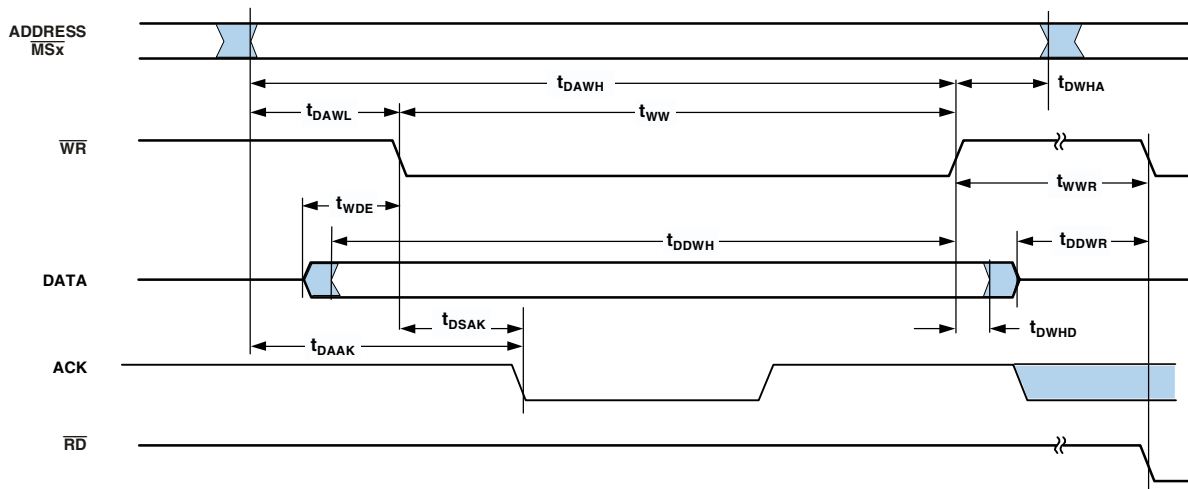 ADDRESS
MSx
tDAWH
tDWHA
tDAWL
tWW
WR
tWWR
tWDE
tDDWH
tDDWR
DATA
tDSAK
tDWHD
tDAAK
ACK
RD